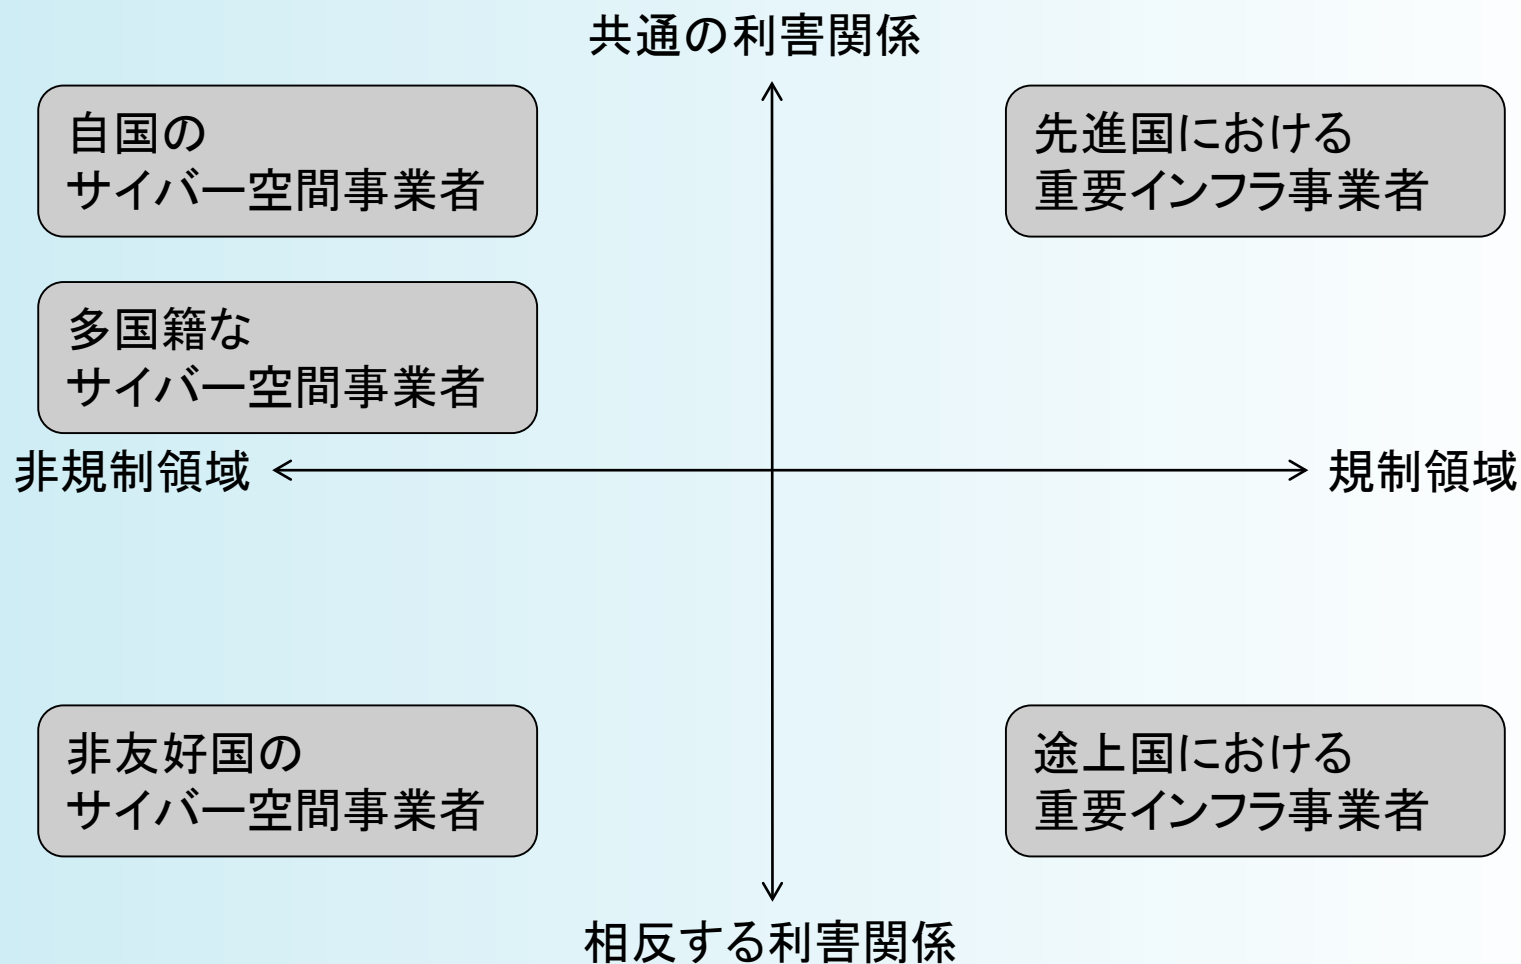 共通の利害関係
自国の
サイバー空間事業者
先進国における
重要インフラ事業者
多国籍な
サイバー空間事業者
非規制領域
規制領域
非友好国の
サイバー空間事業者
途上国における
重要インフラ事業者
相反する利害関係